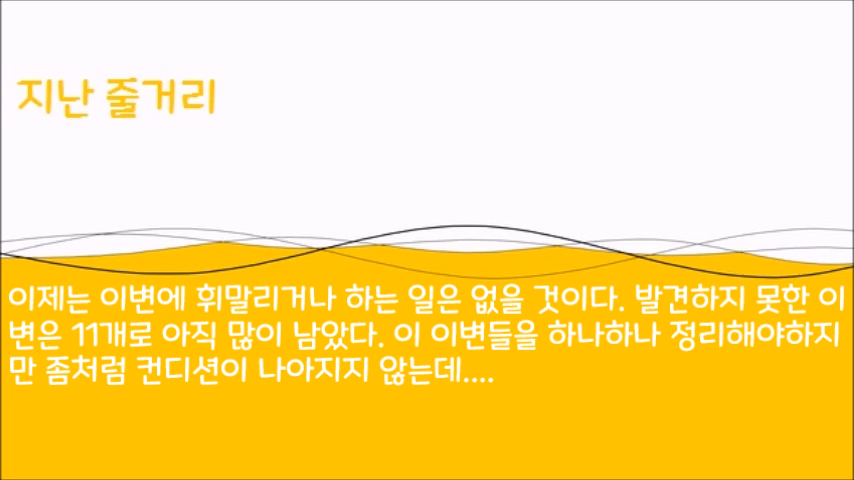 지난 줄거리
이제는 이변에 휘말리거나 하는 일은 없을 것이다. 발견하지 못한 이
변은 11개로 아직 많이 남았다. 이 이변들을 하나하나 정리해야하지
만 좀처럼 컨디션이 나아지지 않는데....